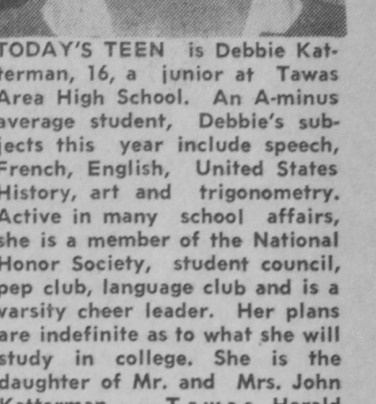 TODAY'S TEEN is Debbie Kat-
terman, 16, a junior at Tawas
Area High School. An A-minus
average student, Debbie's sub-
jects this year include speech,
French, English, United States
History, art and trigonometry.
Active in many school affairs,
she is a member of the National
Honor Society, student council,
pep club, language club and is a
varsity cheer leader. Her plans
are indefinite as to what she will
study in college. She is the
daughter of Mr. and Mrs. John
Katterman. Tawas Herald